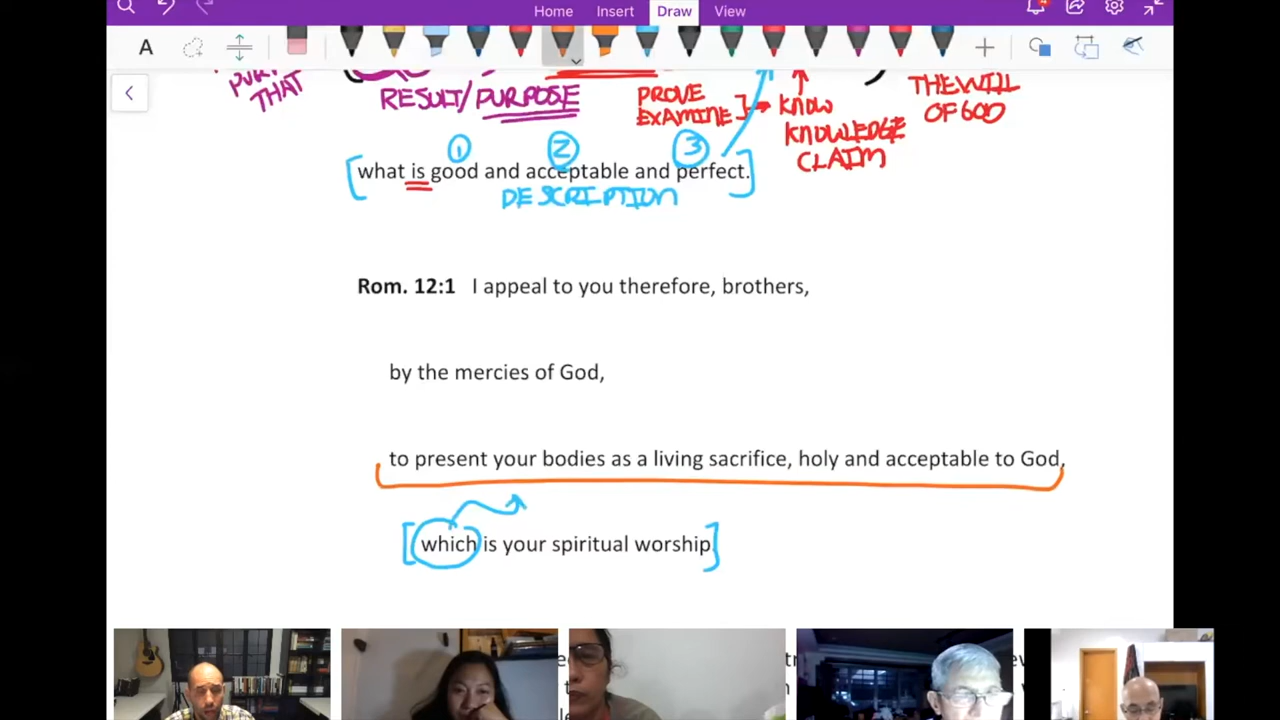 Home Insert Draw View
A
THAT
RESULT/PURPOSE
PROVE
EXAMINE
KNOW
KNOWLEDGE
CLAIM
THE WILL
OF GOD
1 2 3
what is good and acceptable and perfect.
DESCRIPTION
Rom. 12:1 I appeal to you therefore, brothers,
by the mercies of God,
to present your bodies as a living sacrifice, holy and acceptable to God,
which is your spiritual worship.